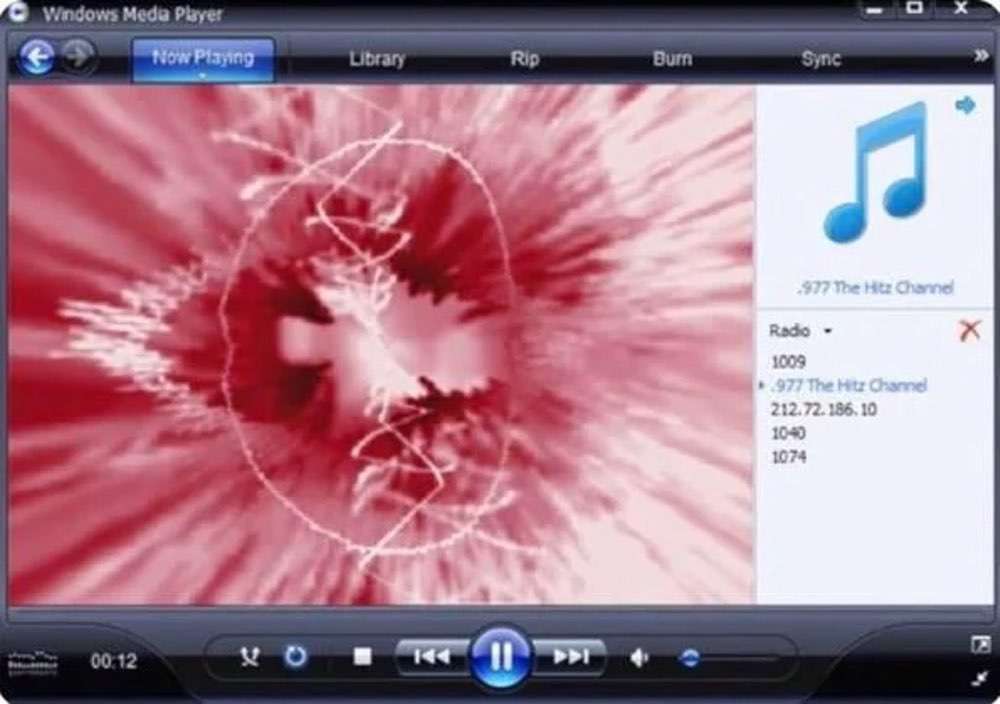 Windows Media Player
Now Playing Library Rip Burn Sync
.977 The Hitz Channel
Radio
1009
.977 The Hitz Channel
212.72.186.10
1040
1074
00:12